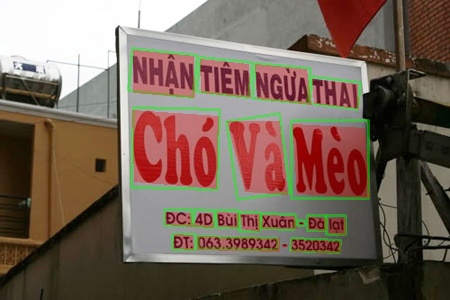 NHẬN TIÊM NGỪA THAI
Chó Và Mèo
ĐC: 4D Bùi Thị Xuân - Đà lạt
ĐT: 063.3989342 - 3520342